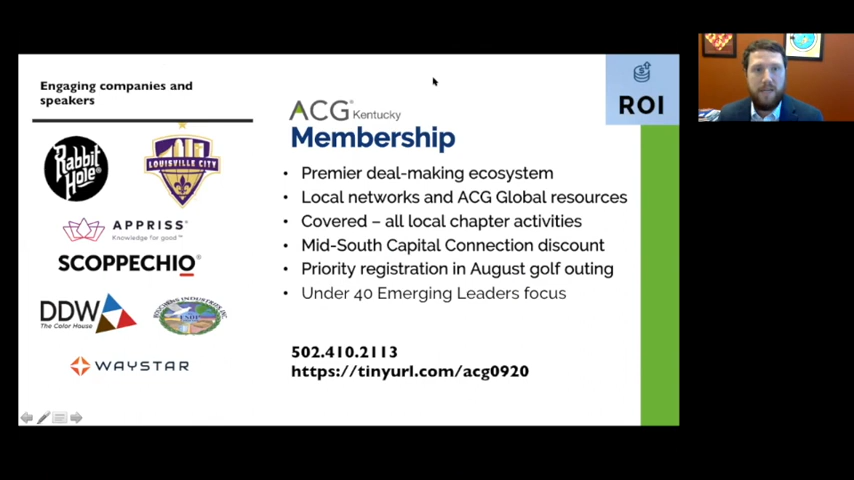 Engaging companies and
speakers
Rabbit
Hole
LOUISVILLE CITY
APPRISS
Knowledge for good™
SCOPPECHIO®
DDW
The Color House
WAYSTAR
ACG® Kentucky
Membership
• Premier deal-making ecosystem
• Local networks and ACG Global resources
• Covered – all local chapter activities
• Mid-South Capital Connection discount
• Priority registration in August golf outing
• Under 40 Emerging Leaders focus
502.410.2113
https://tinyurl.com/acg0920
ROI